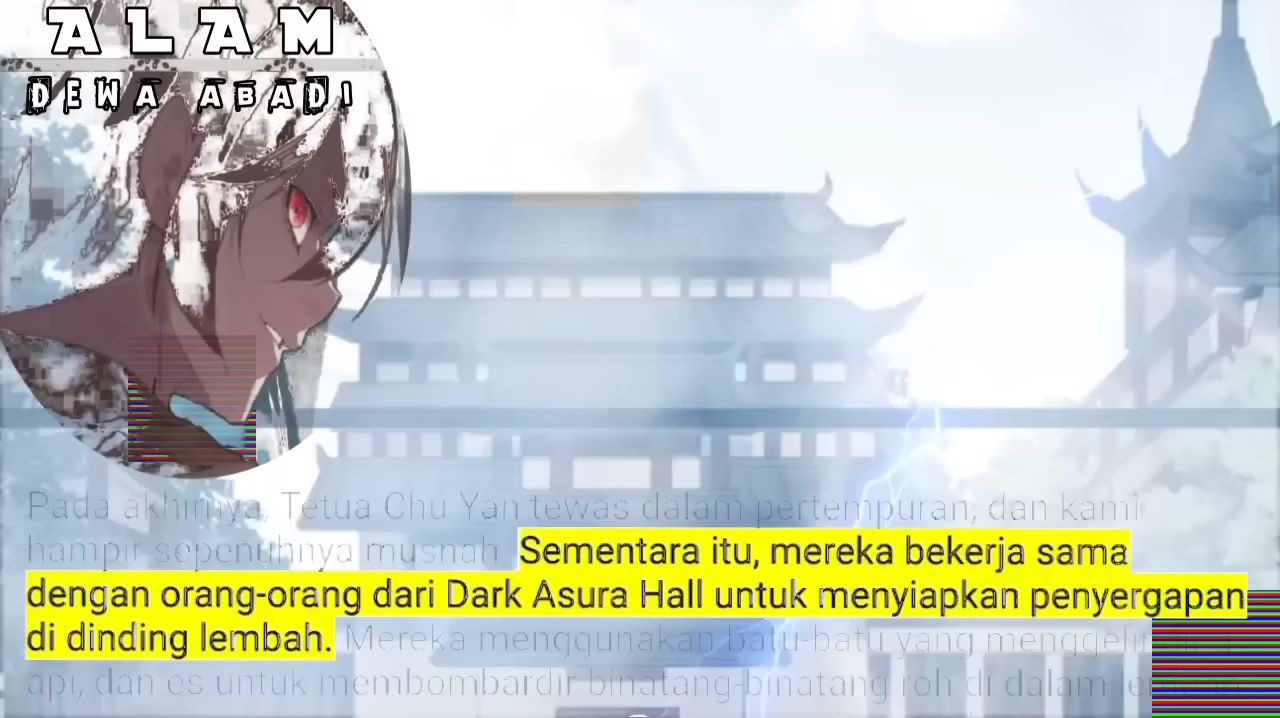 ALAM
DEWA ABADI
Pada akhirnya, Tetua Chu Yan tewas dalam pertempuran, dan kami
hampir sepenuhnya musnah. Sementara itu, mereka bekerja sama
dengan orang-orang dari Dark Asura Hall untuk menyiapkan penyergapan
di dinding lembah. Mereka menggunakan batu-batu yang
api, dan es untuk binatang-binatang roh di dalam